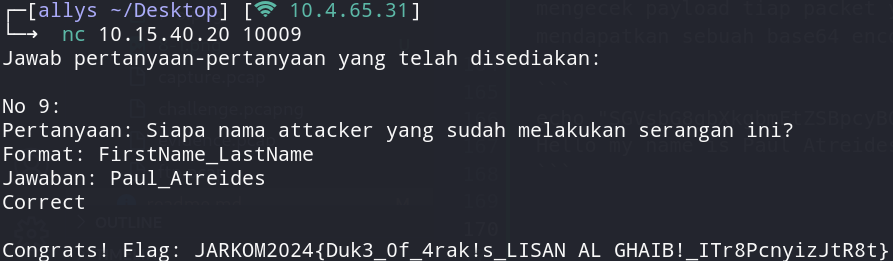 [allys ~/Desktop] [ 10.4.65.31]
nc 10.15.40.20 10009
Jawab pertanyaan-pertanyaan yang telah disediakan:
No 9:
Pertanyaan: Siapa nama attacker yang sudah melakukan serangan ini?
Format: FirstName_LastName
Jawaban: Paul_Atreides
Correct
Congrats! Flag: JARKOM2024{Duk3_0f_4rak!s_LISAN AL GHAIB!_ITr8PcnyizJtR8t}